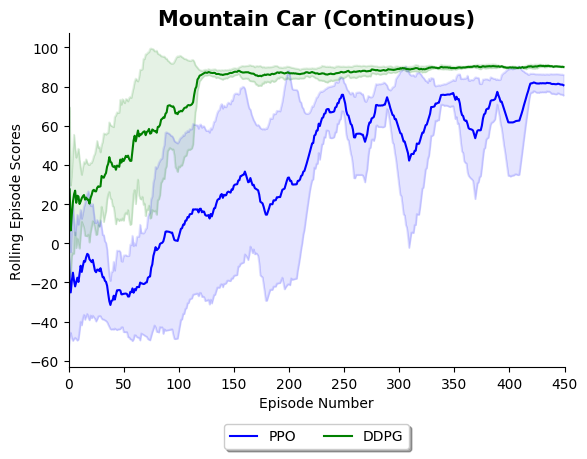 Mountain Car (Continuous)
100
80
60
40
20
0
−20
−40
−60
Rolling Episode Scores
0 50 100 150 200 250 300 350 400 450
Episode Number
PPO DDPG